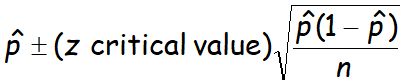 p̂ ± (z critical value)√(p̂(1 − p̂)/n)